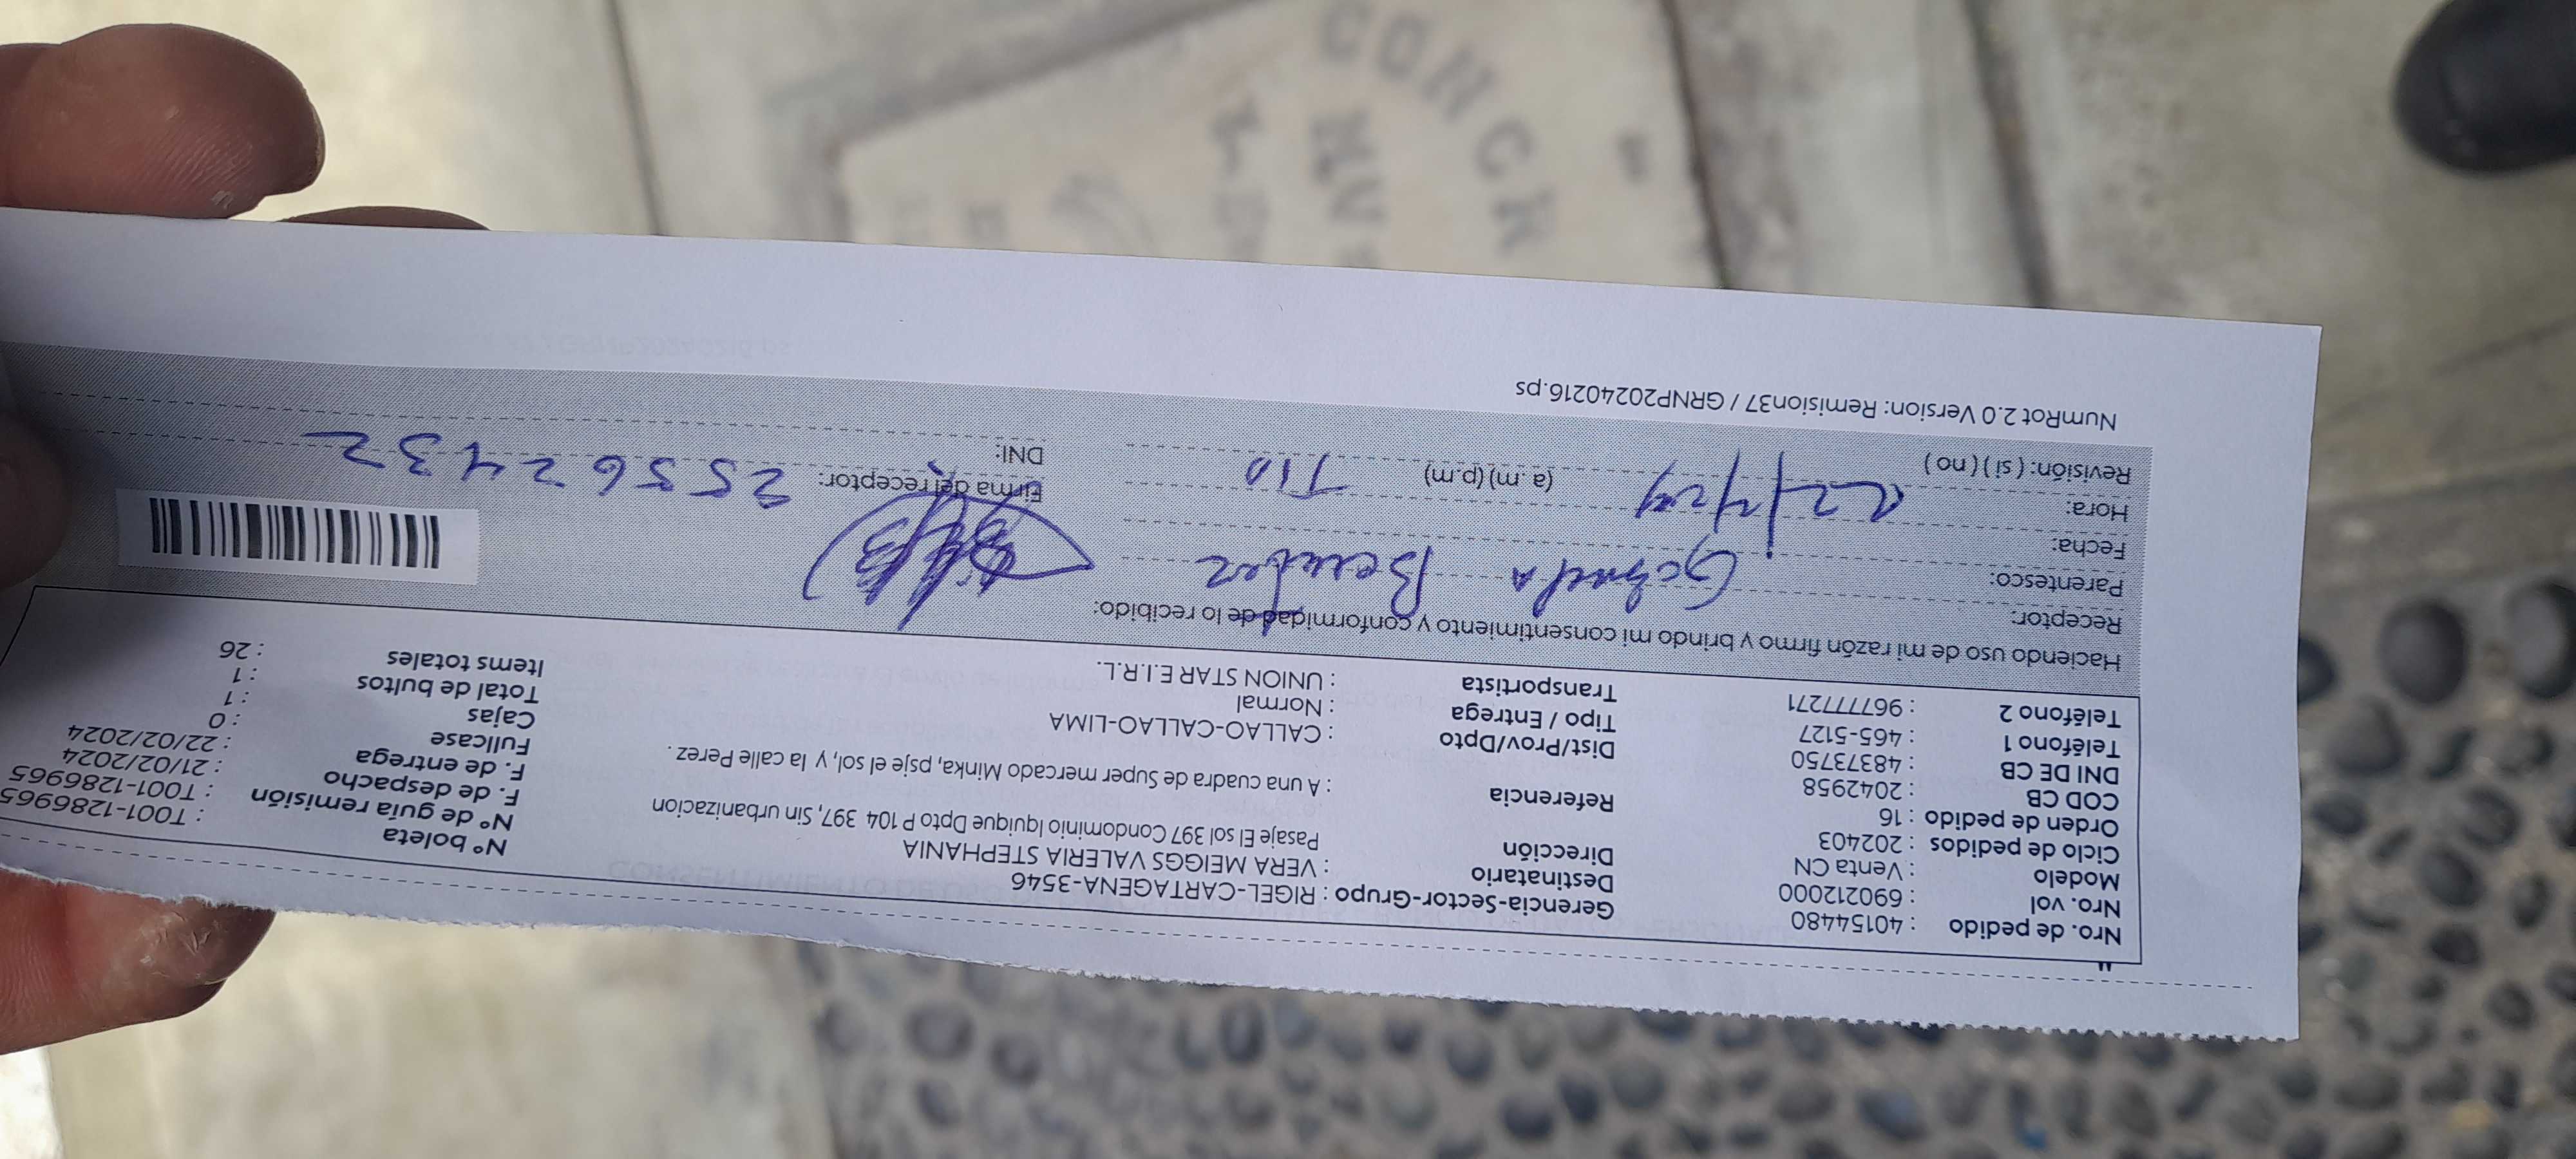 Nro. de pedido : 40154480
Nro. vol : 690212000
Modelo : Venta CN
Ciclo de pedidos : 202403
Orden de pedido : 16
COD CB : 2042958
DNI DE CB : 48373750
Teléfono 1 : 465-5127
Teléfono 2 : 967777271
Gerencia-Sector-Grupo : RIGEL-CARTAGENA-3546
Destinatario : VERA MEIGGS VALERIA STEPHANIA
Dirección Pasaje El sol 397 Condominio Iquique Dpto P 104 397, Sin urbanizacion
Referencia : A una cuadra de Super mercado Minka, psje el sol, y la calle Perez .
Dist/Prov/Dpto : CALLAO-CALLAO-LIMA
Tipo / Entrega : Normal
Transportista : UNION STAR E.I.R.L.
Nº boleta : T001-1286965
Nº de guía remisión : T001-1286965
F. de despacho : 21/02/2024
F. de entrega : 22/02/2024
Fullcase : 0
Cajas : 1
Total de bultos : 1
Items totales : 26
Haciendo uso de mi razón firmo y brindo mi consentimiento y conformidad de lo recibido:
Receptor:
Parentesco:
Fecha:
Hora: (a.m) (p.m)
Revisión: ( si ) ( no )
TIO
Firma del receptor:
DNI: 25562432
NumRot 2.0 Version: Remision37 / GRNP20240216.ps